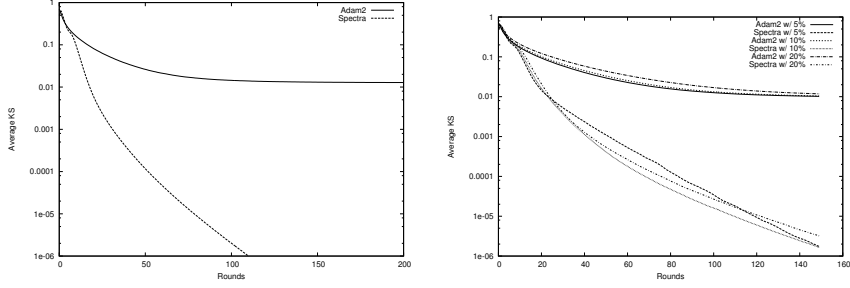 Adam2
Spectra
1
0.1
0.01
0.001
0.0001
1e-05
1e-06
Average KS
0
50
100
150
200
Rounds
Adam2 w/ 5%
Spectra w/ 5%
Adam2 w/ 10%
Spectra w/ 10%
Adam2 w/ 20%
Spectra w/ 20%
1
0.1
0.01
0.001
0.0001
1e-05
1e-06
Average KS
0
20
40
60
80
100
120
140
160
Rounds